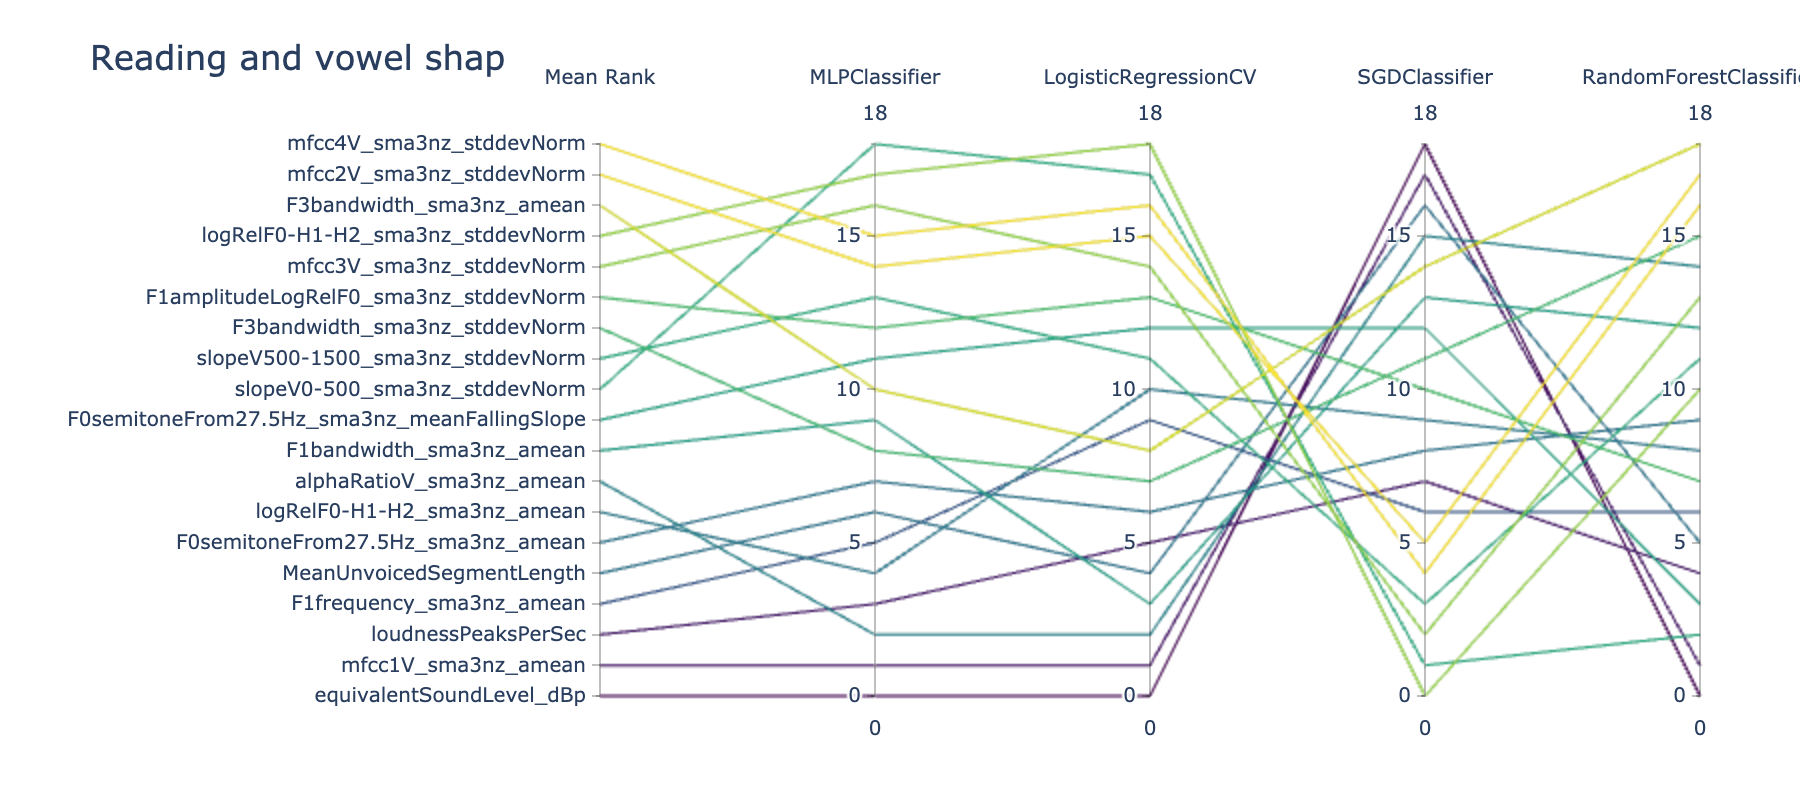 Reading and vowel shap
Mean Rank
MLPClassifier
LogisticRegressionCV
SGDClassifier
RandomForestClassifie
18
18
18
18
mfcc4V_sma3nz_stddevNorm
mfcc2V_sma3nz_stddevNorm
F3bandwidth_sma3nz_amean
logRelF0-H1-H2_sma3nz_stddevNorm
15
15
15
15
mfcc3V_sma3nz_stddevNorm
F1amplitudeLogRelF0_sma3nz_stddevNorm
F3bandwidth_sma3nz_stddevNorm
slopeV500-1500_sma3nz_stddevNorm
slopeV0-500_sma3nz_stddevNorm
10
10
10
10
F0semitoneFrom27.5Hz_sma3nz_meanFallingSlope
F1bandwidth_sma3nz_amean
alphaRatioV_sma3nz_amean
logRelF0-H1-H2_sma3nz_amean
F0semitoneFrom27.5Hz_sma3nz_amean
5
5
5
5
MeanUnvoicedSegmentLength
F1frequency_sma3nz_amean
loudnessPeaksPerSec
mfcc1V_sma3nz_amean
equivalentSoundLevel_dBp
0
0
0
0
0
0
0
0